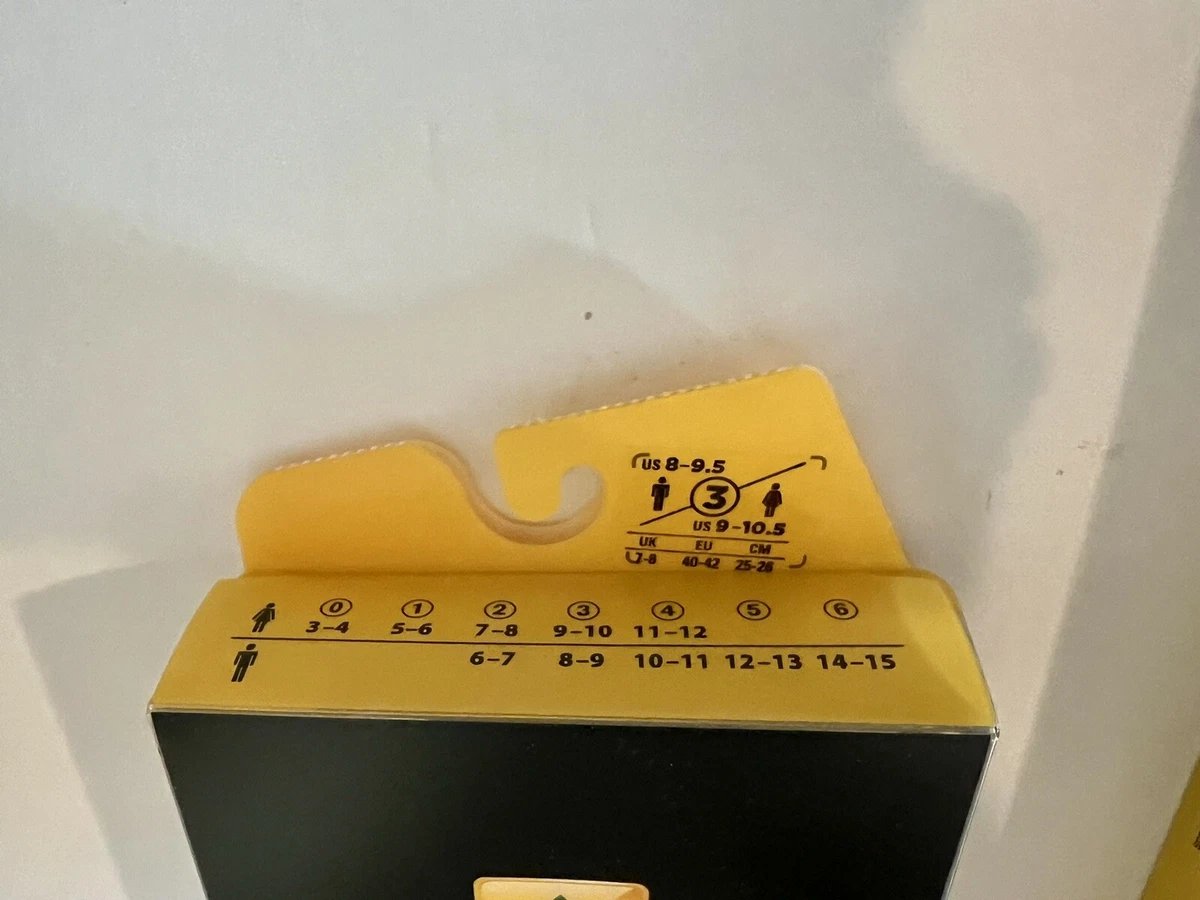 US 8-9.5
3
US 9-10.5
UK EU CM
7-8 40-42 25-26
0 1 2 3 4 5 6
3-4 5-6 7-8 9-10 11-12
6-7 8-9 10-11 12-13 14-15